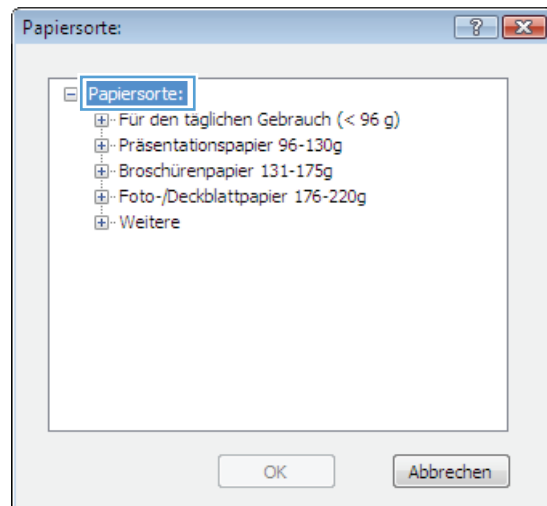 Papiersorte:
Papiersorte:
Für den täglichen Gebrauch (< 96 g)
Präsentationspapier 96-130g
Broschürenpapier 131-175g
Foto-/Deckblattpapier 176-220g
Weitere
OK
Abbrechen